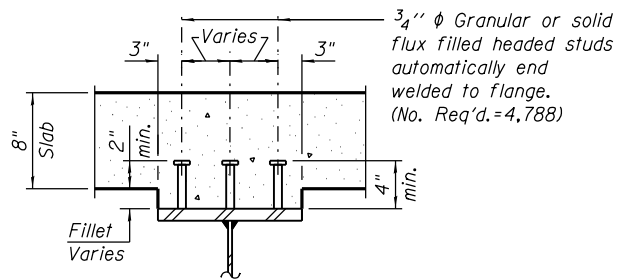 3/4" ϕ Granular or solid
flux filled headed studs
automatically end
welded to flange.
(No. Req'd.=4,788)
Varies
3"
3"
8"
Slab
2"
min.
4"
min.
Fillet
Varies